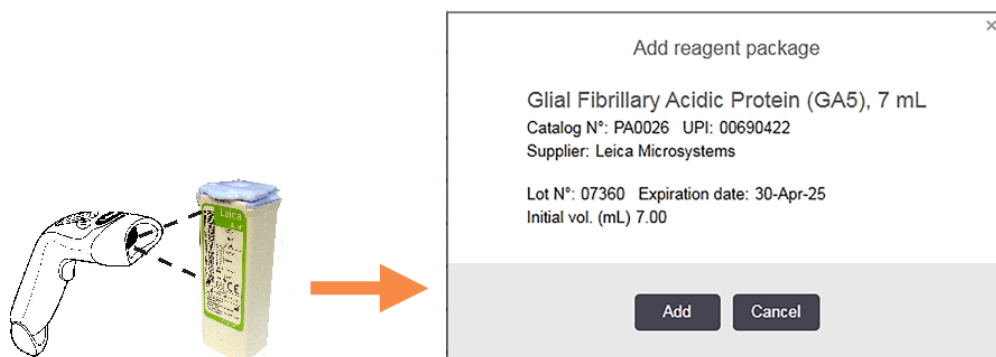 Leica
×
Add reagent package
Glial Fibrillary Acidic Protein (GA5), 7 mL
Catalog N°: PA0026 UPI: 00690422
Supplier: Leica Microsystems
Lot N°: 07360 Expiration date: 30-Apr-25
Initial vol. (mL) 7.00
Add
Cancel